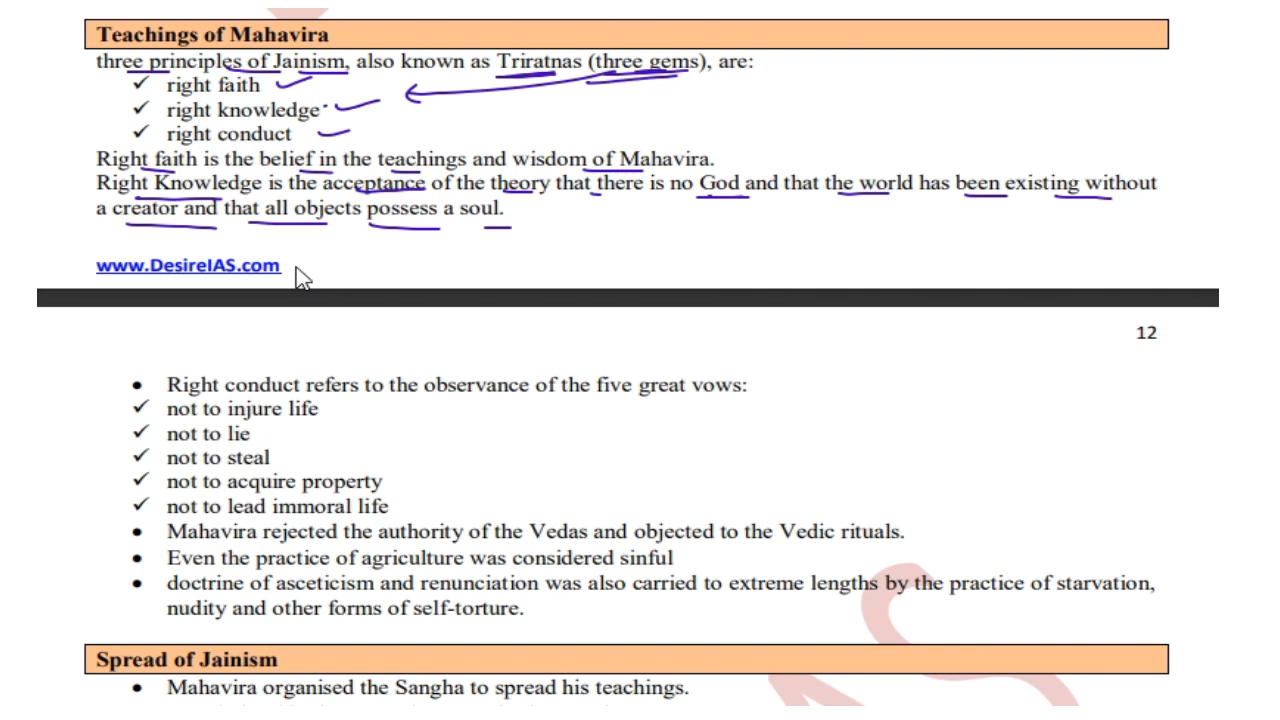 Teachings of Mahavira
three principles of Jainism, also known as Triratnas (three gems), are:
✓ right faith
✓ right knowledge
✓ right conduct
Right faith is the belief in the teachings and wisdom of Mahavira.
Right Knowledge is the acceptance of the theory that there is no God and that the world has been existing without
a creator and that all objects possess a soul.
www.DesireIAS.com
12
• Right conduct refers to the observance of the five great vows:
✓ not to injure life
✓ not to lie
✓ not to steal
✓ not to acquire property
✓ not to lead immoral life
• Mahavira rejected the authority of the Vedas and objected to the Vedic rituals.
• Even the practice of agriculture was considered sinful
• doctrine of asceticism and renunciation was also carried to extreme lengths by the practice of starvation,
nudity and other forms of self-torture.
Spread of Jainism
• Mahavira organised the Sangha to spread his teachings.